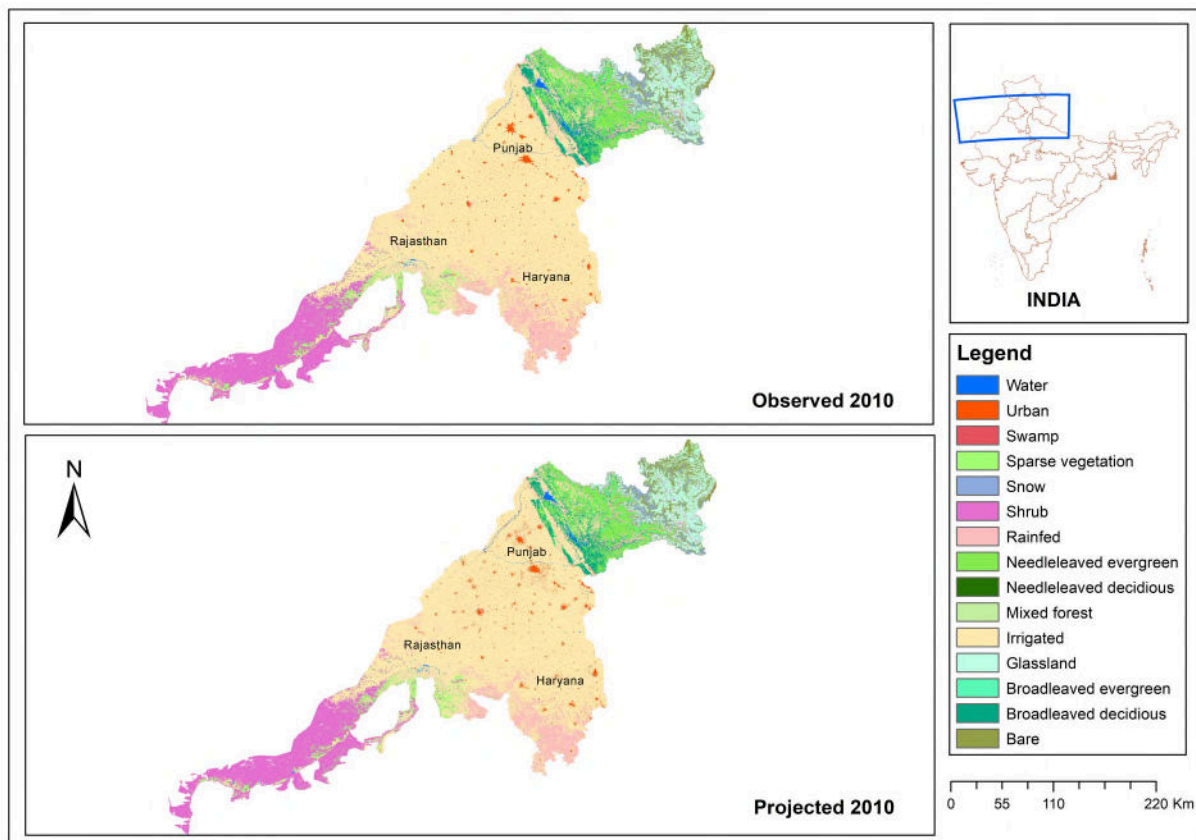 Punjab
Rajasthan
Haryana
Observed 2010
N
Punjab
Rajasthan
Haryana
Projected 2010
INDIA
Legend
Water
Urban
Swamp
Sparse vegetation
Snow
Shrub
Rainfed
Needleleaved evergreen
Needleleaved decidious
Mixed forest
Irrigated
Glassland
Broadleaved evergreen
Broadleaved decidious
Bare
0 55 110 220 Km